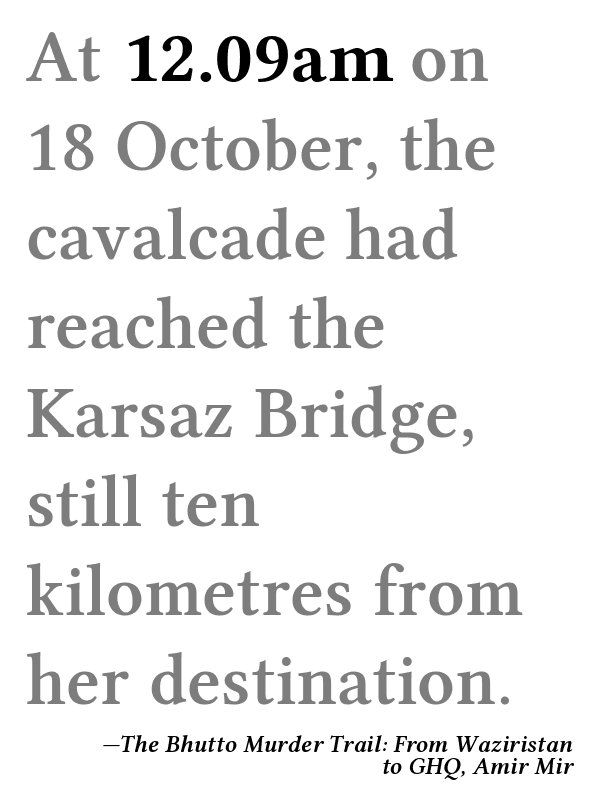 At 12.09am on
18 October, the
cavalcade had
reached the
Karsaz Bridge,
still ten
kilometres from
her destination.
—The Bhutto Murder Trail: From Waziristan
to GHQ, Amir Mir